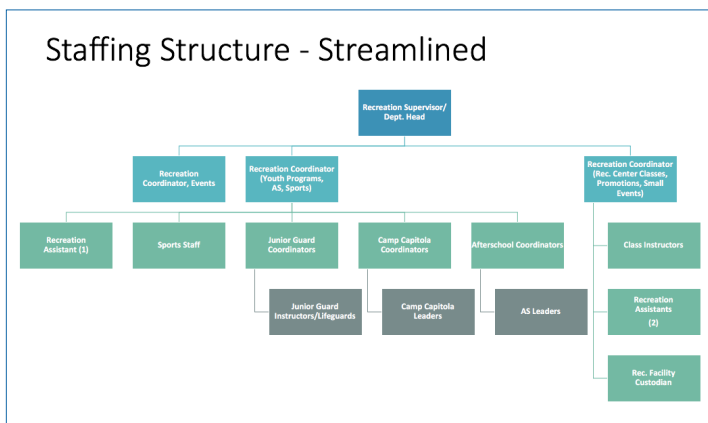 Staffing Structure - Streamlined
Recreation Supervisor/
Dept. Head
Recreation
Coordinator, Events
Recreation Coordinator
(Youth Programs,
AS, Sports)
Recreation Coordinator
(Rec. Center Classes,
Promotions, Small
Events)
Recreation
Assistant (1)
Sports Staff
Junior Guard
Coordinators
Camp Capitola
Coordinators
Afterschool Coordinators
Class Instructors
Junior Guard
Instructors/Lifeguards
Camp Capitola
Leaders
AS Leaders
Recreation
Assistants
(2)
Rec. Facility
Custodian